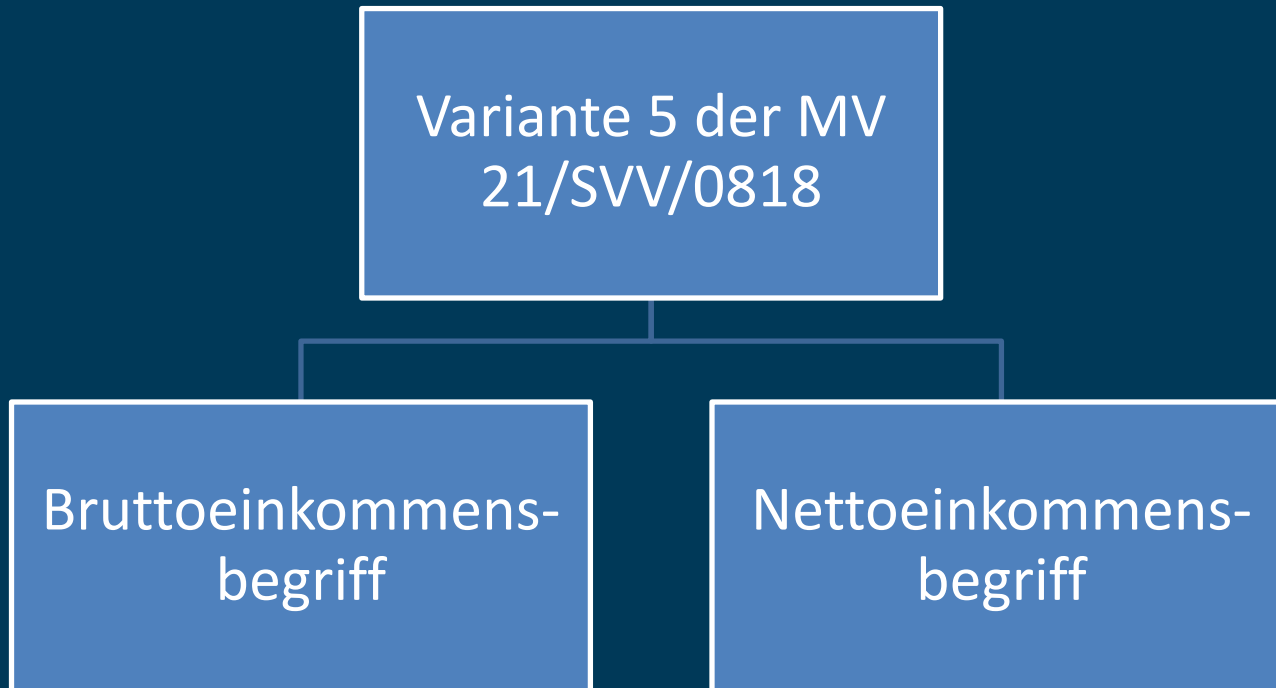 Variante 5 der MV
21/SVV/0818
Bruttoeinkommens-
begriff
Nettoeinkommens-
begriff